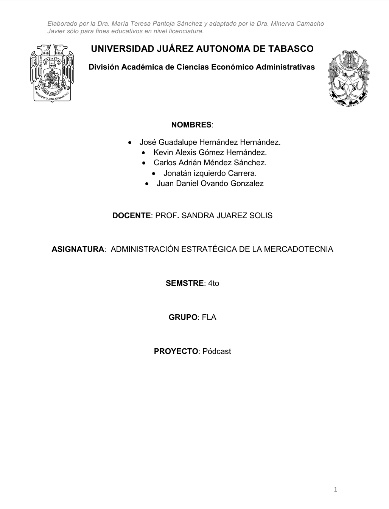 Elaborado por la Dra. María Teresa Pantoja Sánchez y adaptado por la Dra. Minerva Camacho
Javier solo para fines educativos en nivel licenciatura.
UNIVERSIDAD JUÁREZ AUTONOMA DE TABASCO
División Académica de Ciencias Económico Administrativas
NOMBRES:
• José Guadalupe Hernández Hernández.
• Kevin Alexis Gómez Hernández.
• Carlos Adrián Méndez Sánchez.
• Jonatán izquierdo Carrera.
• Juan Daniel Ovando Gonzalez
DOCENTE: PROF. SANDRA JUAREZ SOLIS
ASIGNATURA: ADMINISTRACIÓN ESTRATÉGICA DE LA MERCADOTECNIA
SEMSTRE: 4to
GRUPO: FLA
PROYECTO: Pódcast
1